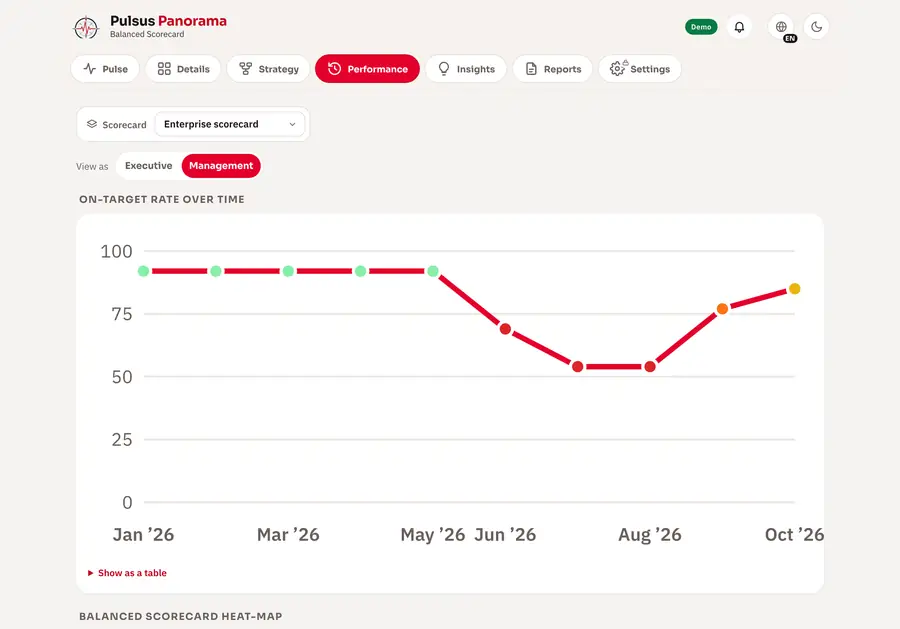 Pulsus Panorama
Balanced Scorecard
Demo
EN
Pulse
Details
Strategy
Performance
Insights
Reports
Settings
Scorecard
Enterprise scorecard
View as
Executive
Management
ON-TARGET RATE OVER TIME
100
75
50
25
0
Jan ’26
Mar ’26
May ’26
Jun ’26
Aug ’26
Oct ’26
Show as a table
BALANCED SCORECARD HEAT-MAP